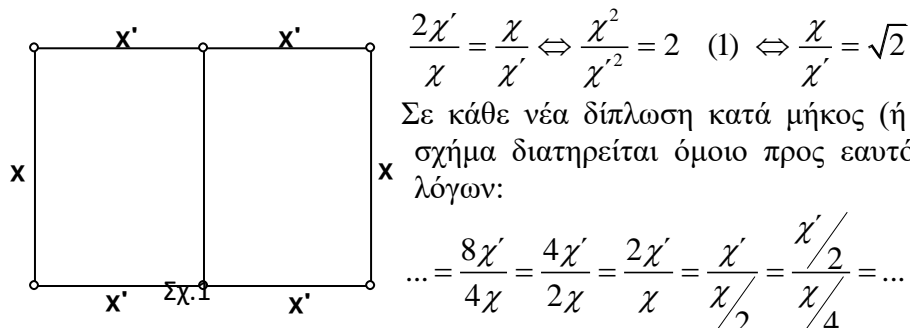 X' X'
X X
X' Σχ.1 X'
2χ′/χ = χ/χ′ ⇔ χ²/χ′² = 2 (1) ⇔ χ/χ′ = √2
Σε κάθε νέα δίπλωση κατά μήκος (ή
σχήμα διατηρείται όμοιο προς εαυτό
λόγων:
... = 8χ′/4χ = 4χ′/2χ = 2χ′/χ = χ′/(χ/2) = (χ′/2)/(χ/4) = ...